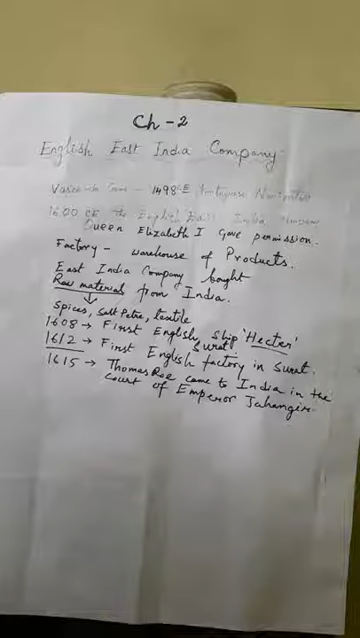 Ch - 2
English East India Company
Vasco da Gama - 1498 CE Portuguese Navigator
1600 CE the English East India Company
Queen Elizabeth I gave permission.
Factory - warehouse of Products.
East India Company bought
Raw material from India.
↓
Spices, Salt Petre, textile
1608 → First English Ship 'Hecter'
Surat
1612 → First English factory in Surat.
1615 → Thomas Roe came to India in the
court of Emperor Jahangir.